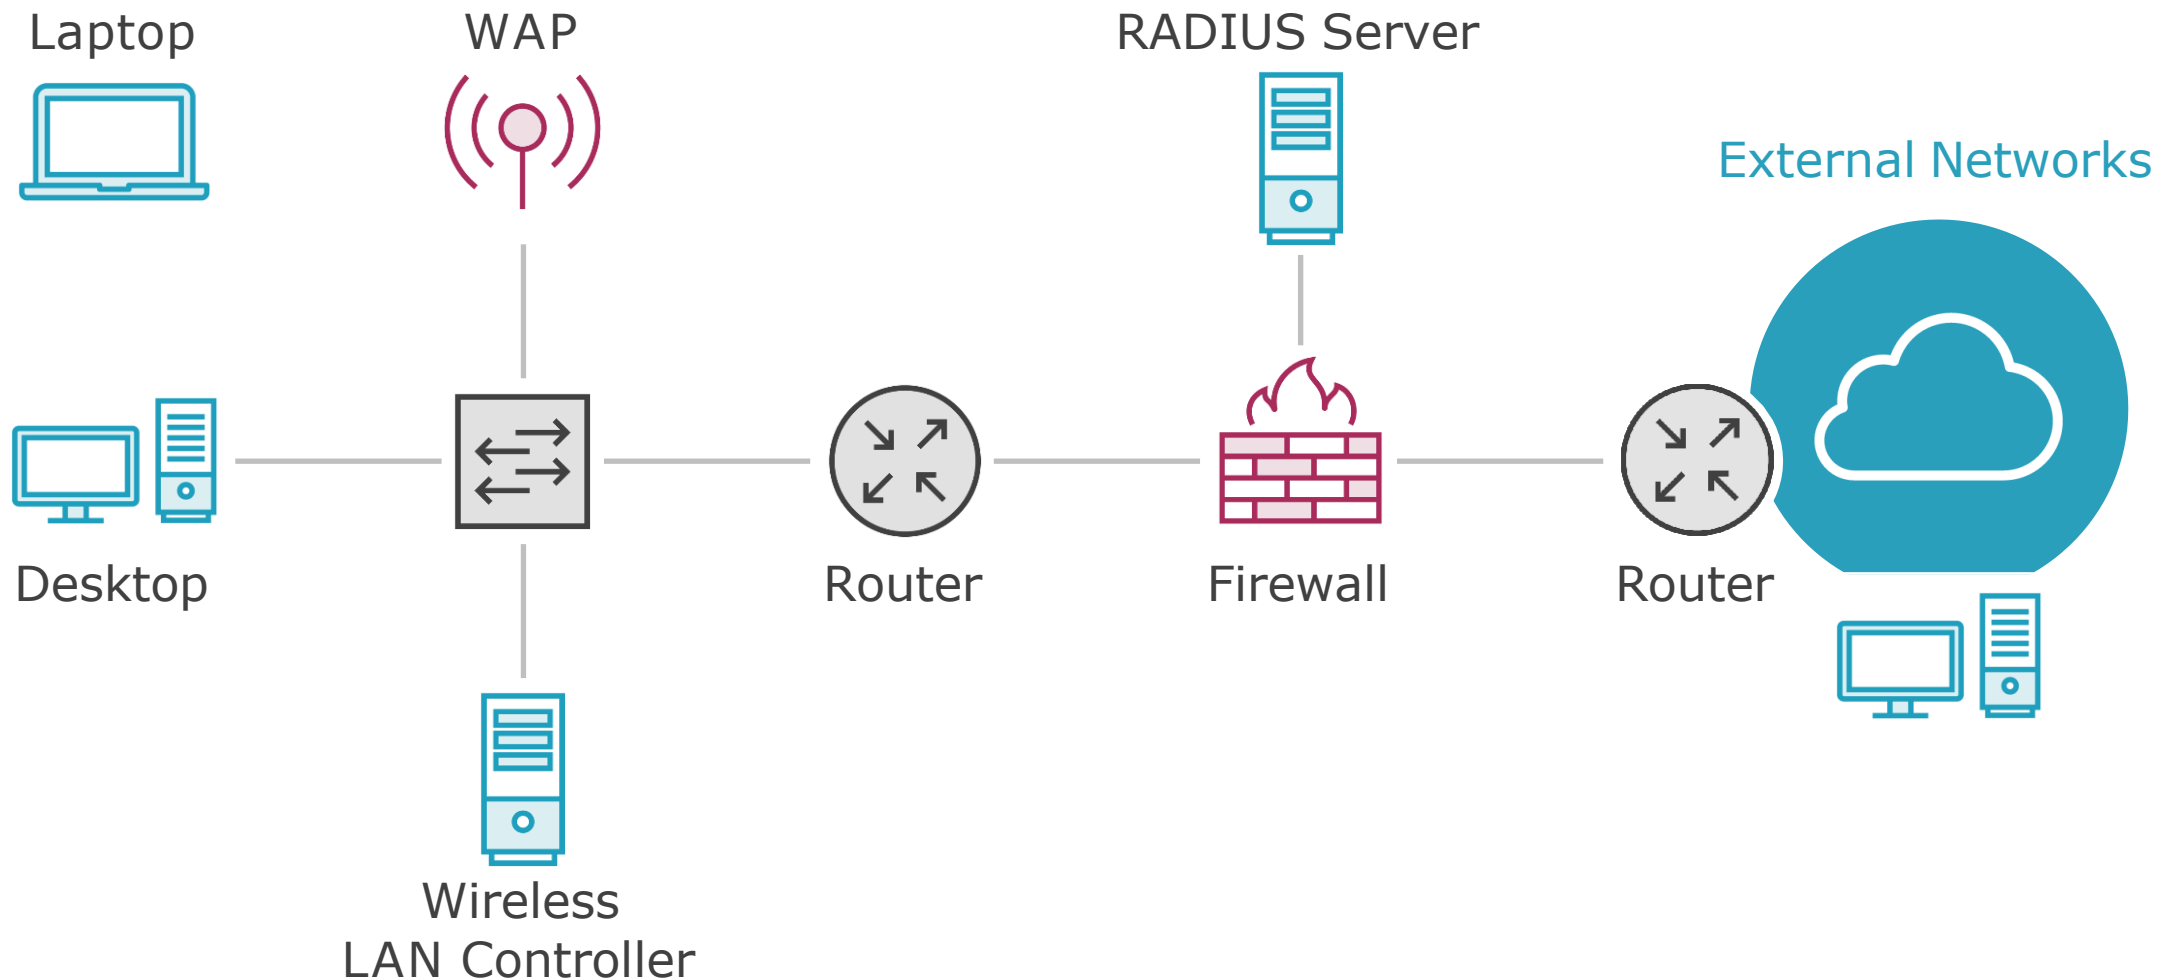 Laptop
WAP
RADIUS Server
External Networks
Desktop
Router
Firewall
Router
Wireless
LAN Controller